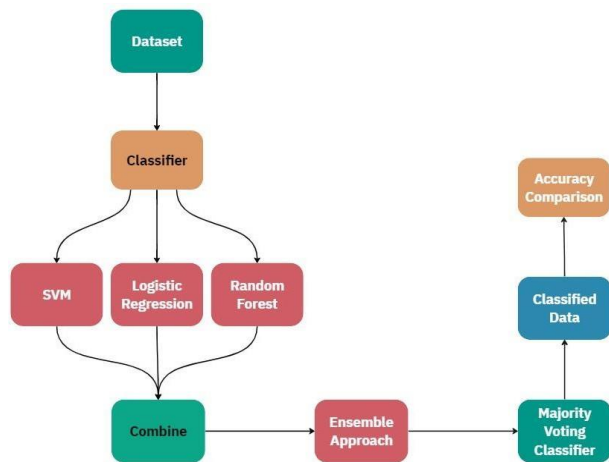 Dataset
Classifier
SVM
Logistic
Regression
Random
Forest
Combine
Ensemble
Approach
Majority
Voting
Classifier
Classified
Data
Accuracy
Comparison